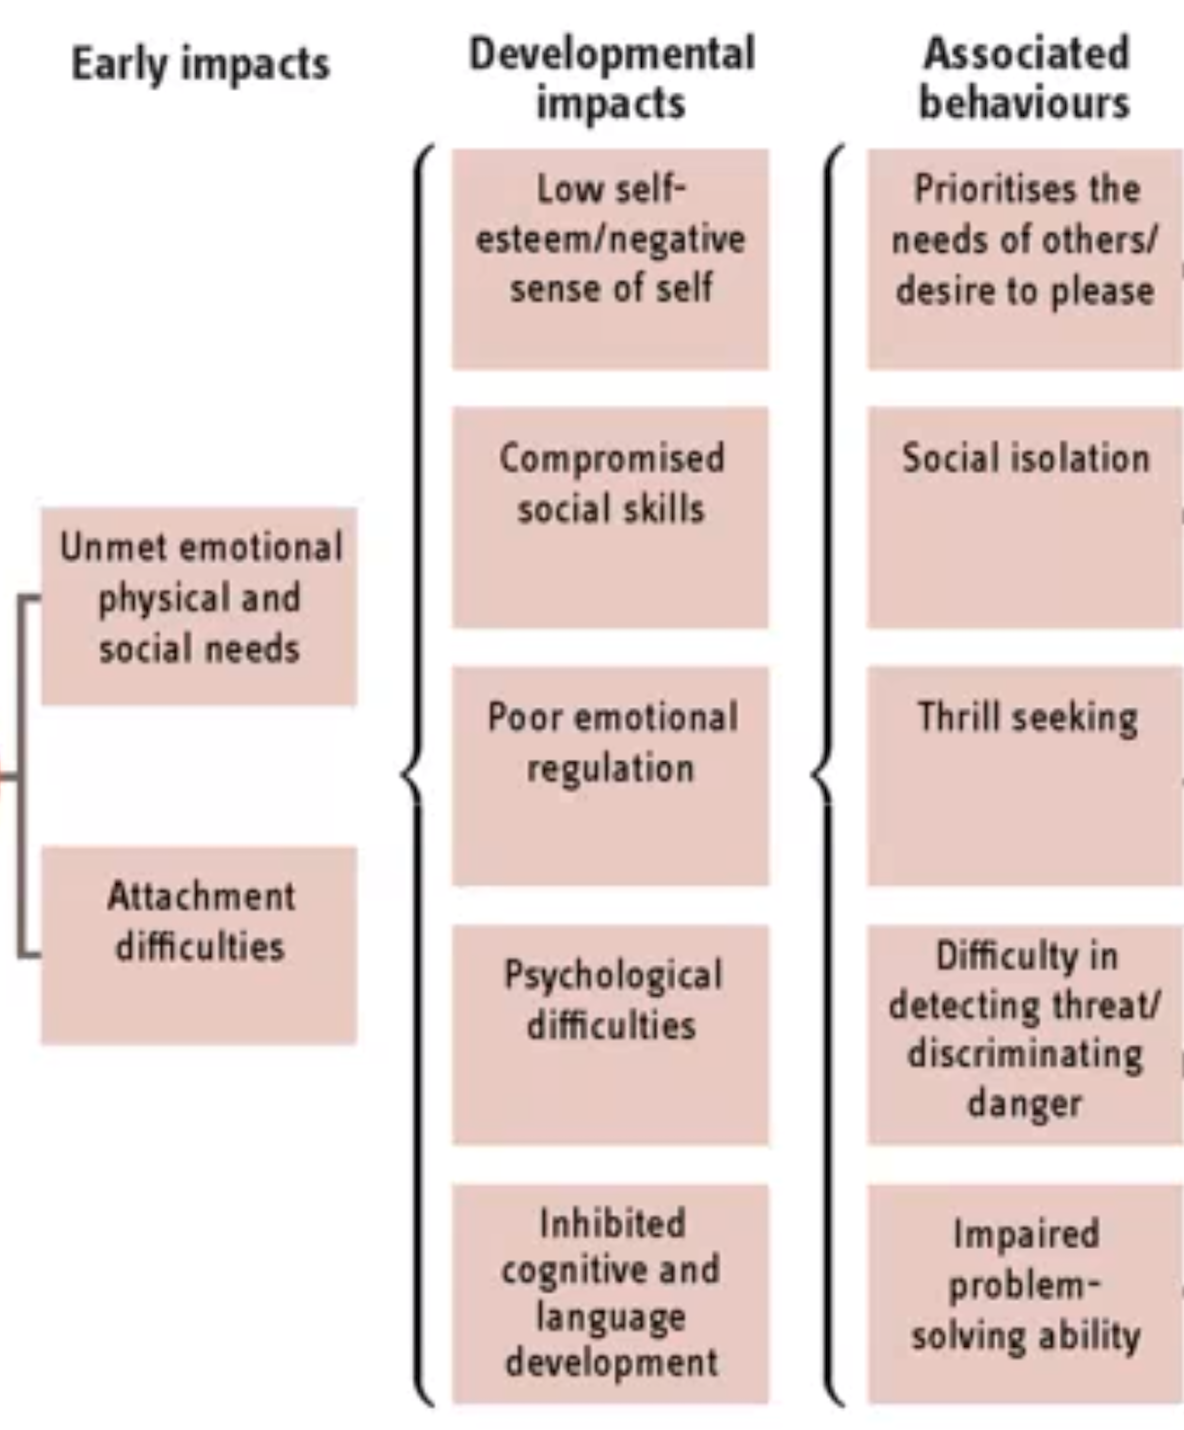 Early impacts
Developmental
impacts
Associated
behaviours
Unmet emotional
physical and
social needs
Attachment
difficulties
Low self-
esteem/negative
sense of self
Compromised
social skills
Poor emotional
regulation
Psychological
difficulties
Inhibited
cognitive and
language
development
Prioritises the
needs of others/
desire to please
Social isolation
Thrill seeking
Difficulty in
detecting threat/
discriminating
danger
Impaired
problem-
solving ability